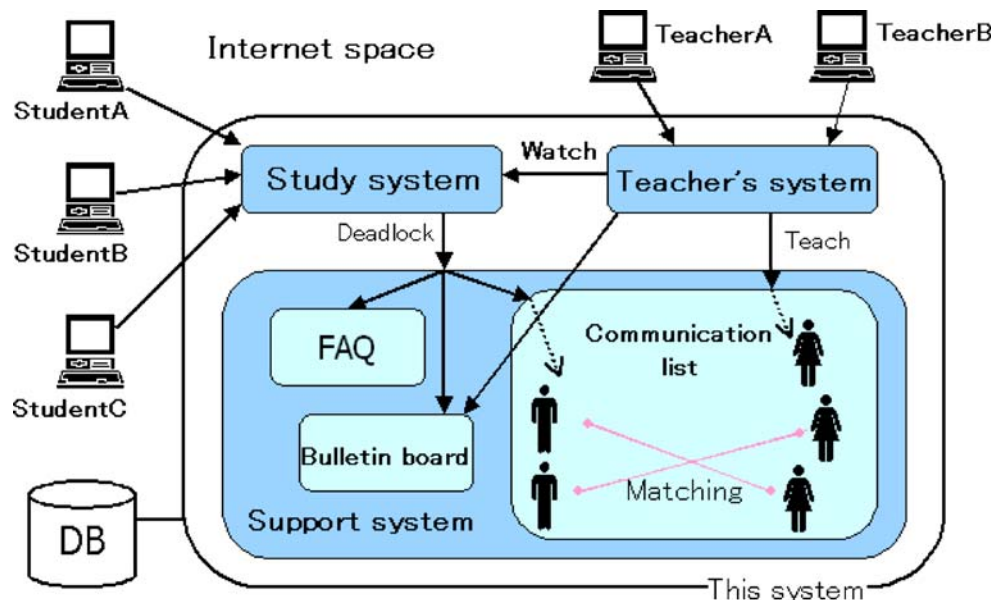 Internet space
TeacherA
TeacherB
StudentA
Watch
Study system
Teacher's system
StudentB
Deadlock
Teach
FAQ
Communication
list
StudentC
Bulletin board
Matching
Support system
DB
This system